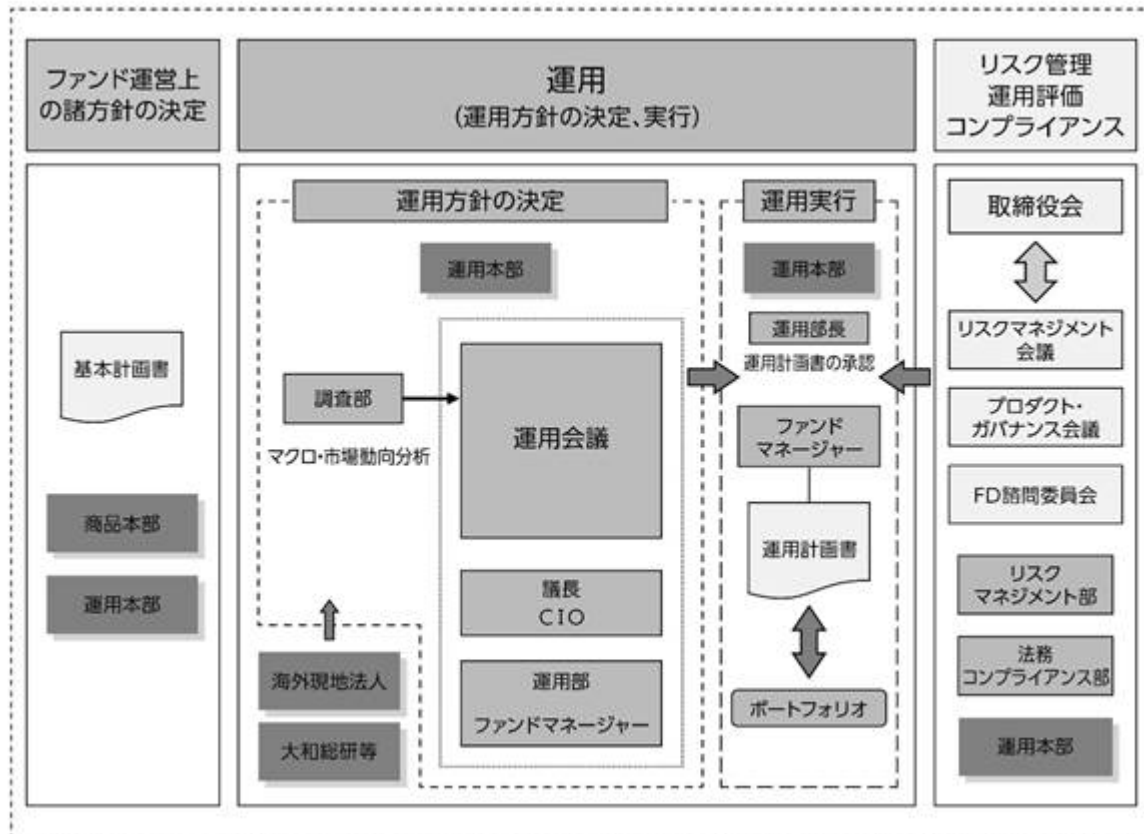 ファンド運営上
の諸方針の決定
運用
(運用方針の決定、実行)
リスク管理
運用評価
コンプライアンス
基本計画書
商品本部
運用本部
運用方針の決定
運用本部
調査部
マクロ・市場動向分析
運用会議
議長
CIO
運用部
ファンドマネージャー
海外現地法人
大和総研等
運用実行
運用本部
運用部長
運用計画書の承認
ファンド
マネージャー
運用計画書
ポートフォリオ
取締役会
リスクマネジメント
会議
プロダクト・
ガバナンス会議
FD諮問委員会
リスク
マネジメント部
法務
コンプライアンス部
運用本部